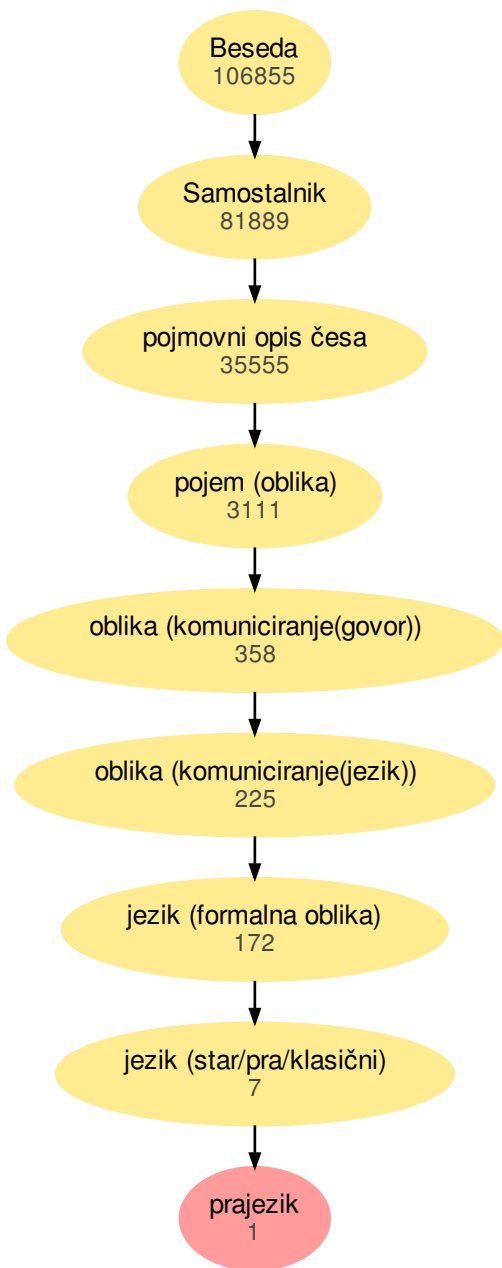 Beseda
106855
Samostalnik
81889
pojmovni opis česa
35555
pojem (oblika)
3111
oblika (komuniciranje(govor))
358
oblika (komuniciranje(jezik))
225
jezik (formalna oblika)
172
jezik (star/pra/klasični)
7
prajezik
1